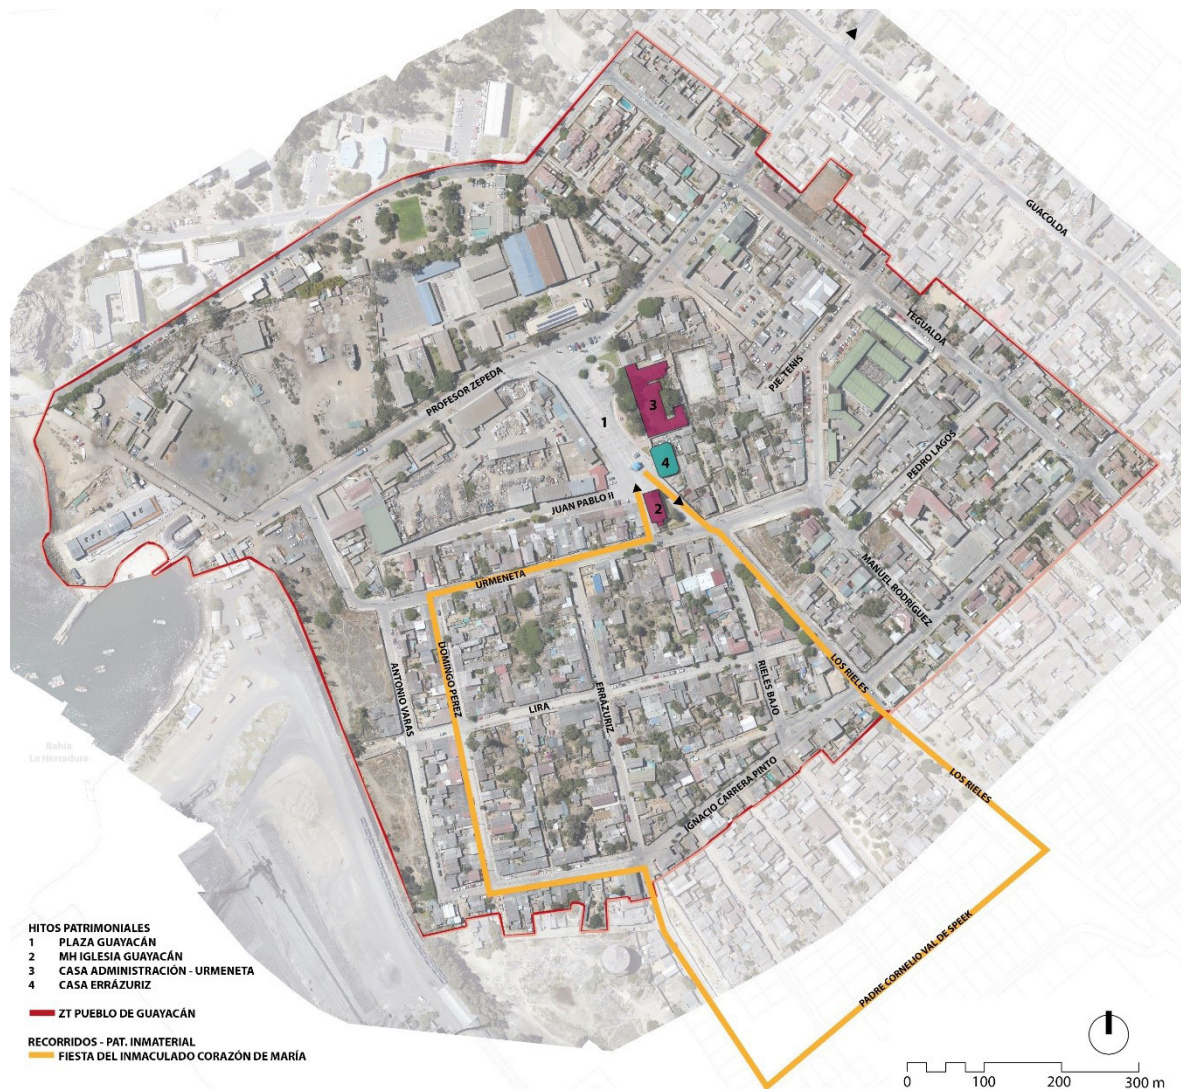 GUACOLDA
TEGUALDA
PJE. TENIS
PROFESOR ZEPEDA
3
1
4
PEDRO LAGOS
JUAN PABLO II
2
MANUEL RODRÍGUEZ
URMENETA
DOMINGO PEREZ
ANTONIO VARAS
LIRA
ERRAZURIZ
RIELES BAJO
LOS RIELES
IGNACIO CARRERA PINTO
LOS RIELES
Bahía
La Herradura
PADRE CORNELIO VAL DE SPEEK
HITOS PATRIMONIALES
1 PLAZA GUAYACÁN
2 MH IGLESIA GUAYACÁN
3 CASA ADMINISTRACIÓN - URMENETA
4 CASA ERRÁZURIZ
ZT PUEBLO DE GUAYACÁN
RECORRIDOS - PAT. INMATERIAL
FIESTA DEL INMACULADO CORAZÓN DE MARÍA
0 100 200 300 m